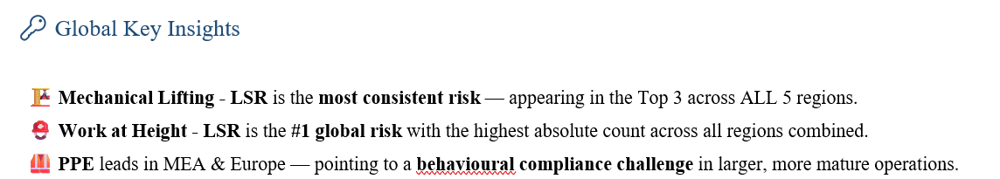 Global Key Insights
Mechanical Lifting - LSR is the most consistent risk — appearing in the Top 3 across ALL 5 regions.
Work at Height - LSR is the #1 global risk with the highest absolute count across all regions combined.
PPE leads in MEA & Europe — pointing to a behavioural compliance challenge in larger, more mature operations.